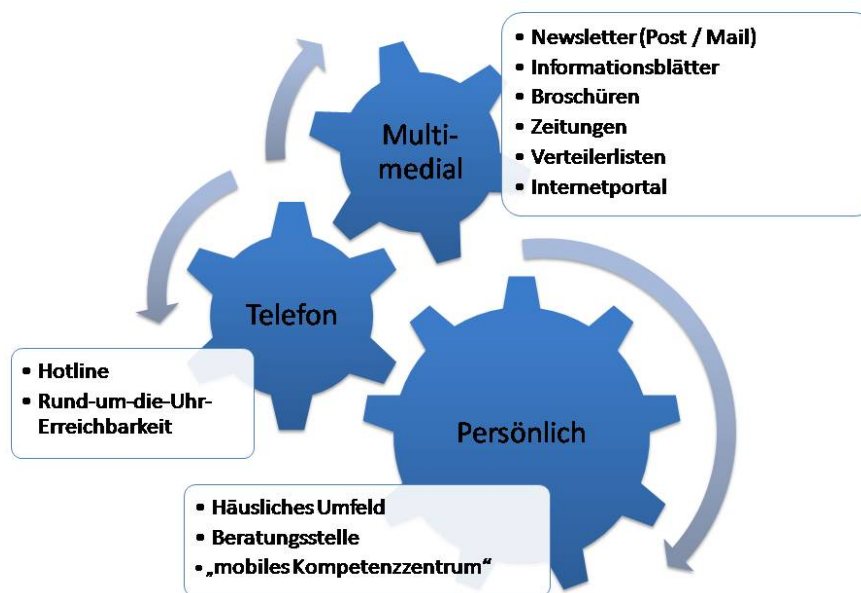 Multi-
medial
▪ Newsletter (Post / Mail)
▪ Informationsblätter
▪ Broschüren
▪ Zeitungen
▪ Verteilerlisten
▪ Internetportal
Telefon
▪ Hotline
▪ Rund-um-die-Uhr-
Erreichbarkeit
Persönlich
▪ Häusliches Umfeld
▪ Beratungsstelle
▪ „mobiles Kompetenzzentrum“